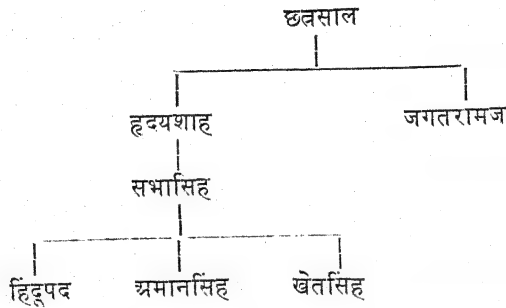 छत्रसाल
हृदयशाह जगतरामज
सभासिह
हिंदूपद अमानसिंह खेतसिंह